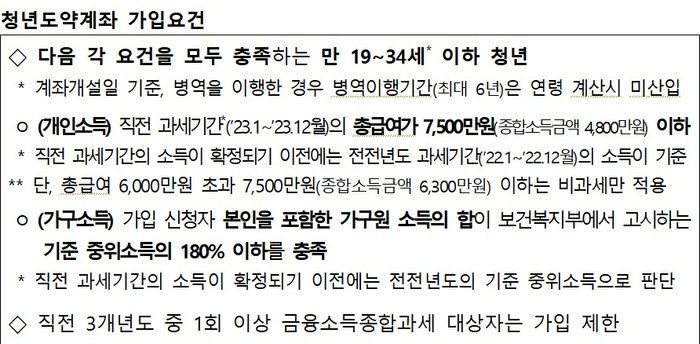 청년도약계좌 가입요건
◇ 다음 각 요건을 모두 충족하는 만 19~34세* 이하 청년
* 계좌개설일 기준, 병역을 이행한 경우 병역이행기간(최대 6년)은 연령 계산시 미산입
ㅇ (개인소득) 직전 과세기간*('23.1~'23.12월)의 총급여가 7,500만원(종합소득금액 4,800만원) 이하
* 직전 과세기간의 소득이 확정되기 이전에는 전전년도 과세기간('22.1~'22.12월)의 소득이 기준
** 단, 총급여 6,000만원 초과 7,500만원(종합소득금액 6,300만원) 이하는 비과세만 적용
ㅇ (가구소득) 가입 신청자 본인을 포함한 가구원 소득의 합이 보건복지부에서 고시하는
기준 중위소득의 180% 이하를 충족
* 직전 과세기간의 소득이 확정되기 이전에는 전전년도의 기준 중위소득으로 판단
◇ 직전 3개년도 중 1회 이상 금융소득종합과세 대상자는 가입 제한